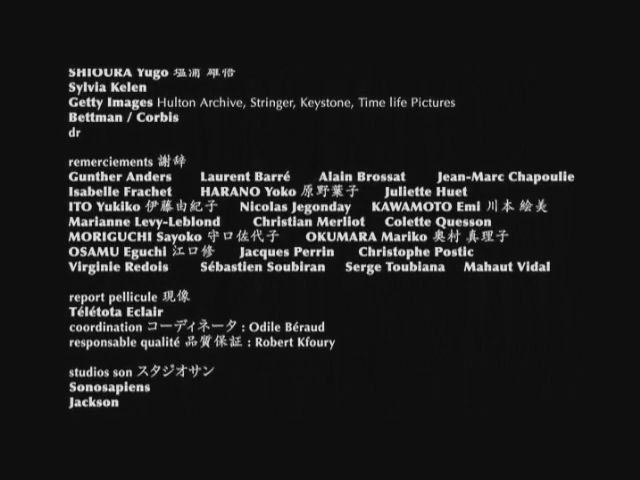 SHIOURA Yugo 塩浦 雄悟
Sylvia Kelen
Getty Images Hulton Archive, Stringer, Keystone, Time life Pictures
Bettman / Corbis
dr
remerciements 謝辞
Gunther Anders Laurent Barré Alain Brossat Jean-Marc Chapoulie
Isabelle Frachet HARANO Yoko 原野葉子 Juliette Huet
ITO Yukiko 伊藤由紀子 Nicolas Jegonday KAWAMOTO Emi 川本 絵美
Marianne Levy-Leblond Christian Merliot Colette Quesson
MORIGUCHI Sayoko 守口佐代子 OKUMARA Mariko 奥村 真理子
OSAMU Eguchi 江口修 Jacques Perrin Christophe Postic
Virginie Redois Sébastien Soubiran Serge Toubiana Mahaut Vidal
report pellicule 現像
Télétota Eclair
coordination コーディネータ : Odile Béraud
responsable qualité 品質保証 : Robert Kfoury
studios son スタジオサン
Sonosapiens
Jackson